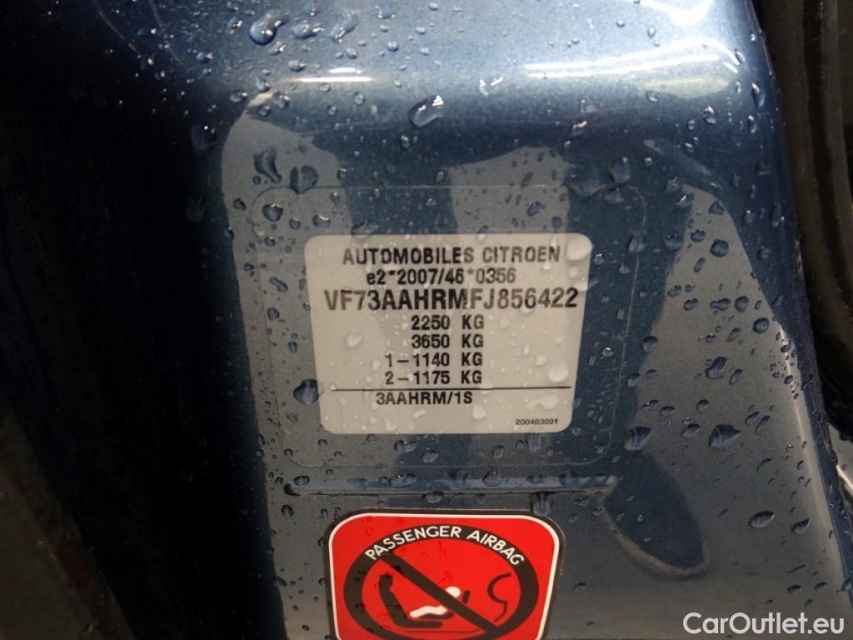 AUTOMOBILES CITROEN
e2*2007/46*0356
VF73AAHRMFJ856422
2250 KG
3650 KG
1-1140 KG
2-1175 KG
3AAHRM/1S
200483091
PASSENGER AIRBAG
CarOutlet.eu